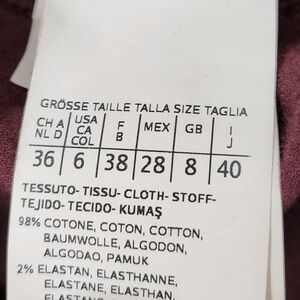 GRÖSSE TAILLE TALLA SIZE TAGLIA
CH A NL D USA CA COL F B MEX GB I J
36 6 38 28 8 40
TESSUTO- TISSU- CLOTH- STOFF-
TEJIDO- TECIDO- KUMAŞ
98% COTONE, COTON, COTTON,
BAUMWOLLE, ALGODON,
ALGODAO, PAMUK
2% ELASTAN, ELASTHANNE,
ELASTANE, ELASTHAN,